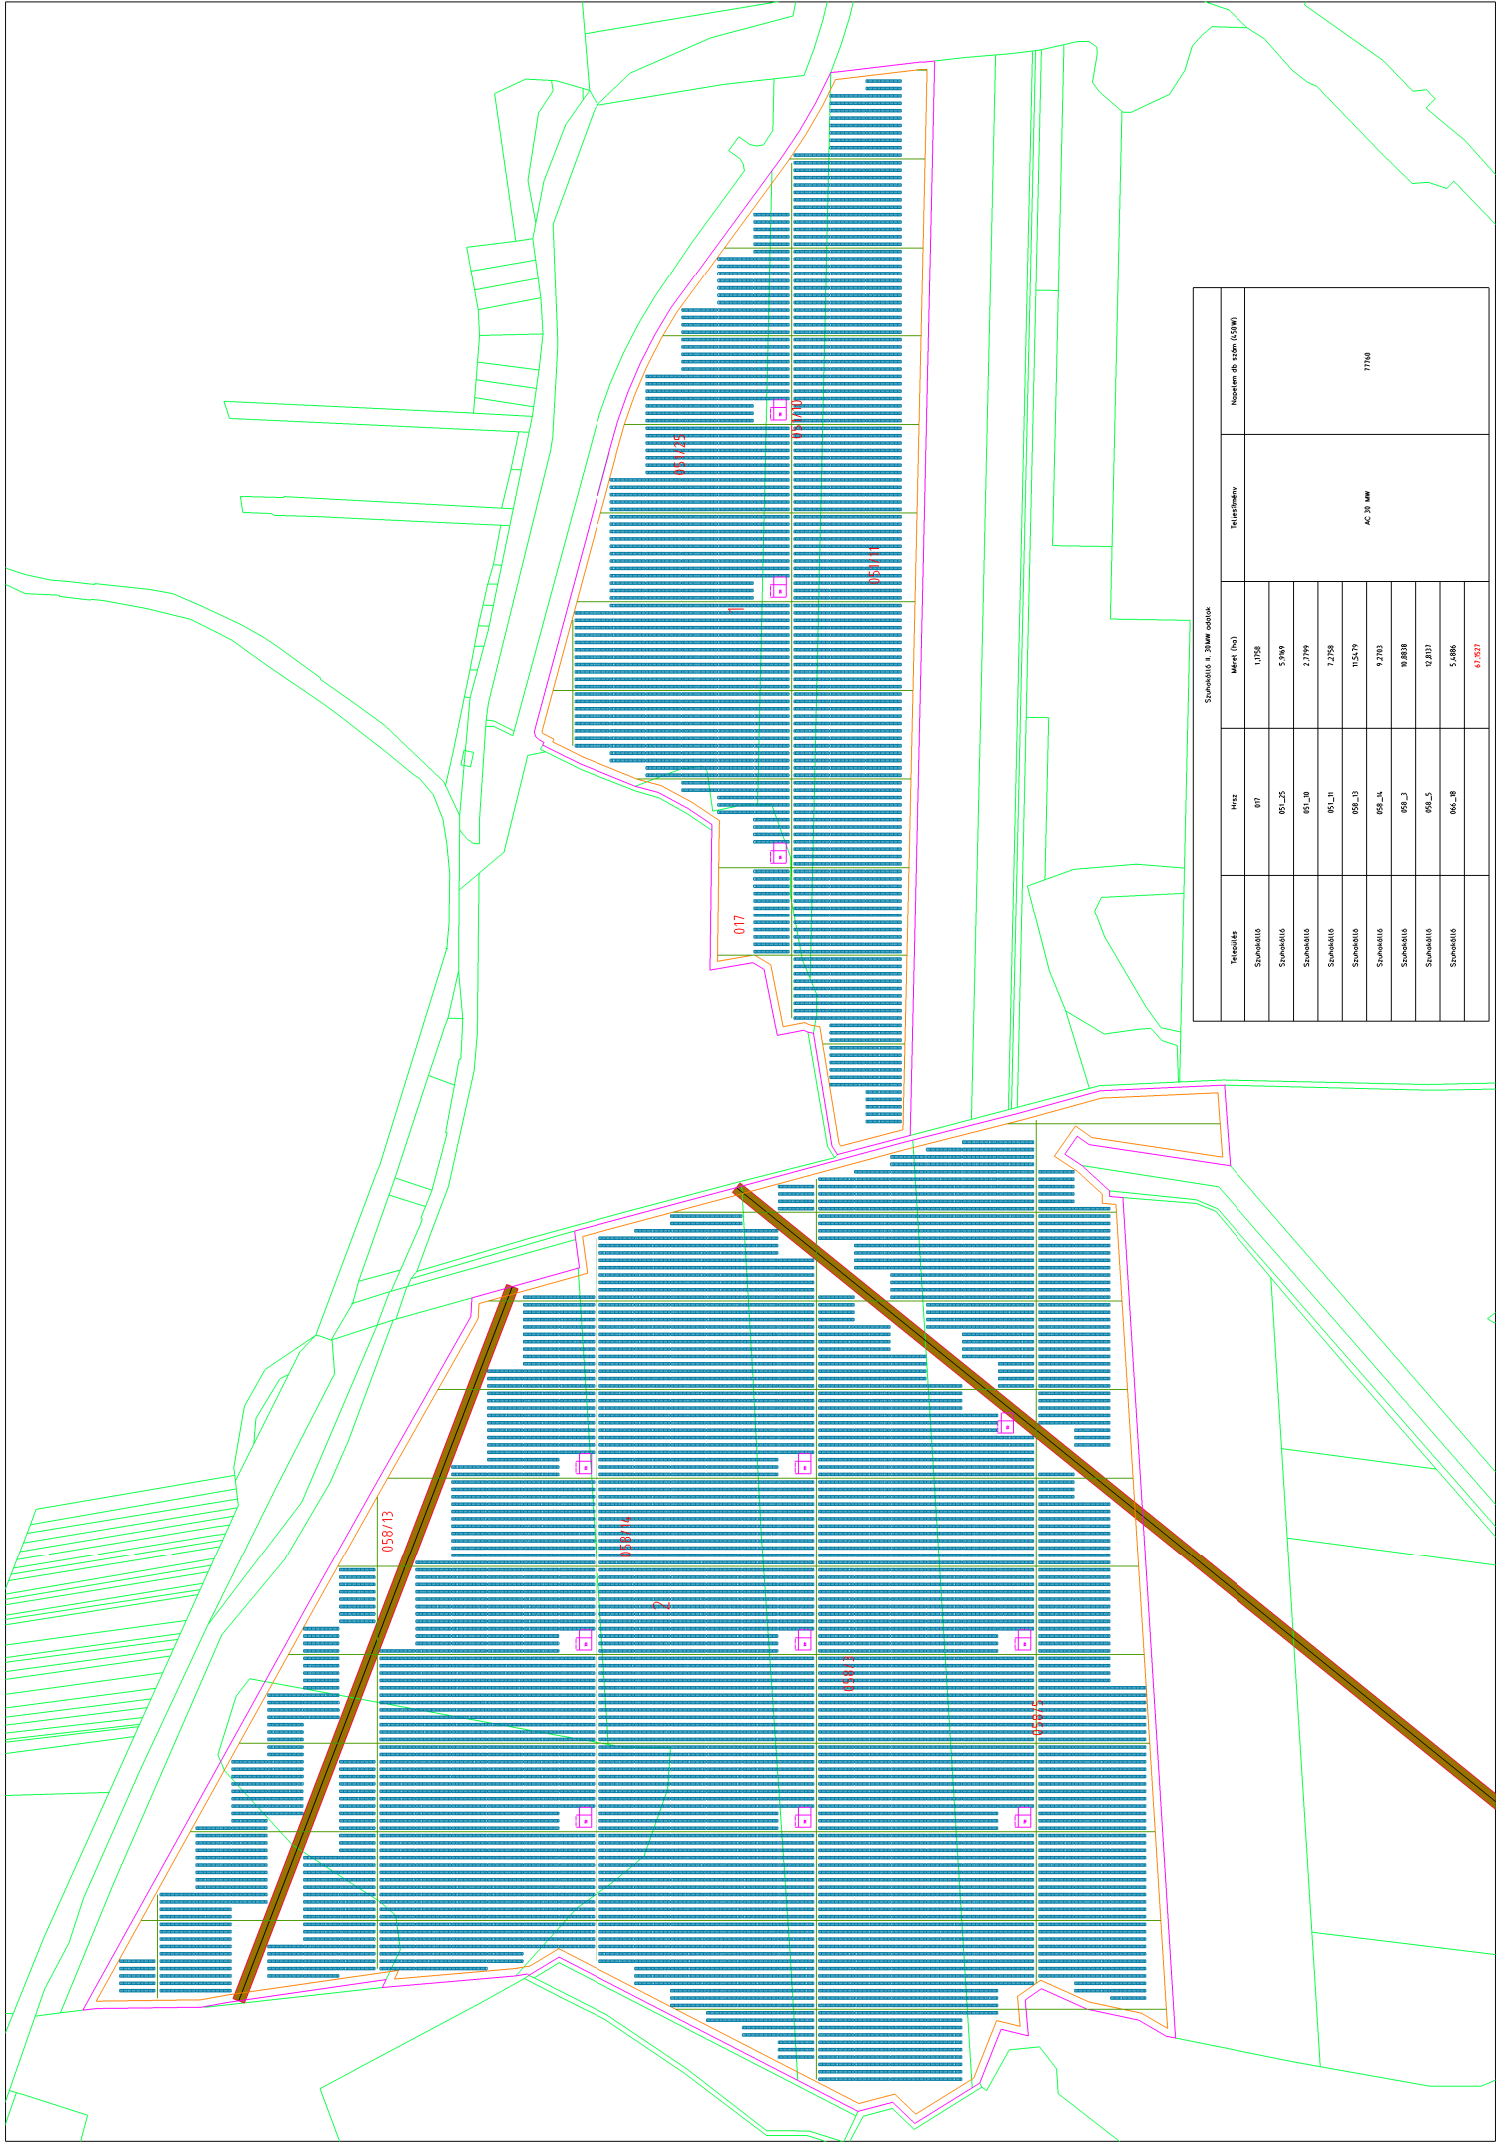 051/25
051/10
051/11
1
017
058/13
058/14
2
058/3
058/5
Szuhakálló II. 30MW adatok
Település Hrsz Méret (ha) Teljesítmény Napelem db szám (450W)
Szuhakálló 017 1,1758 AC 30 MW 77760
Szuhakálló 051_25 5,9169
Szuhakálló 051_10 2,7799
Szuhakálló 051_11 7,2758
Szuhakálló 058_13 11,5479
Szuhakálló 058_14 9,2703
Szuhakálló 058_3 10,8838
Szuhakálló 058_5 12,8137
Szuhakálló 066_18 5,4886
67,1527